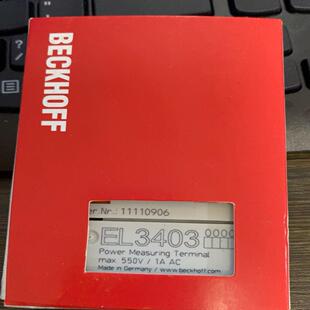 BECKHOFF
er.Nr.: 11110906
EL3403
Power Measuring Terminal
max. 550V / 1A AC
Made in Germany / www.beckhoff.com